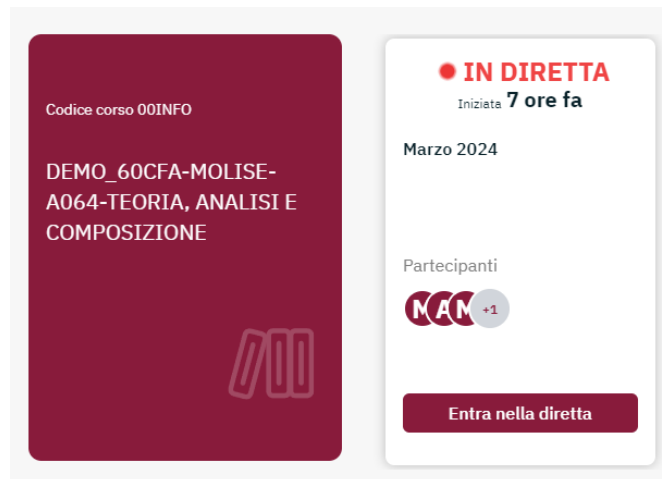 Codice corso 00INFO
DEMO_60CFA-MOLISE-
A064-TEORIA, ANALISI E
COMPOSIZIONE
IN DIRETTA
Iniziata 7 ore fa
Marzo 2024
Partecipanti
M A M +1
Entra nella diretta